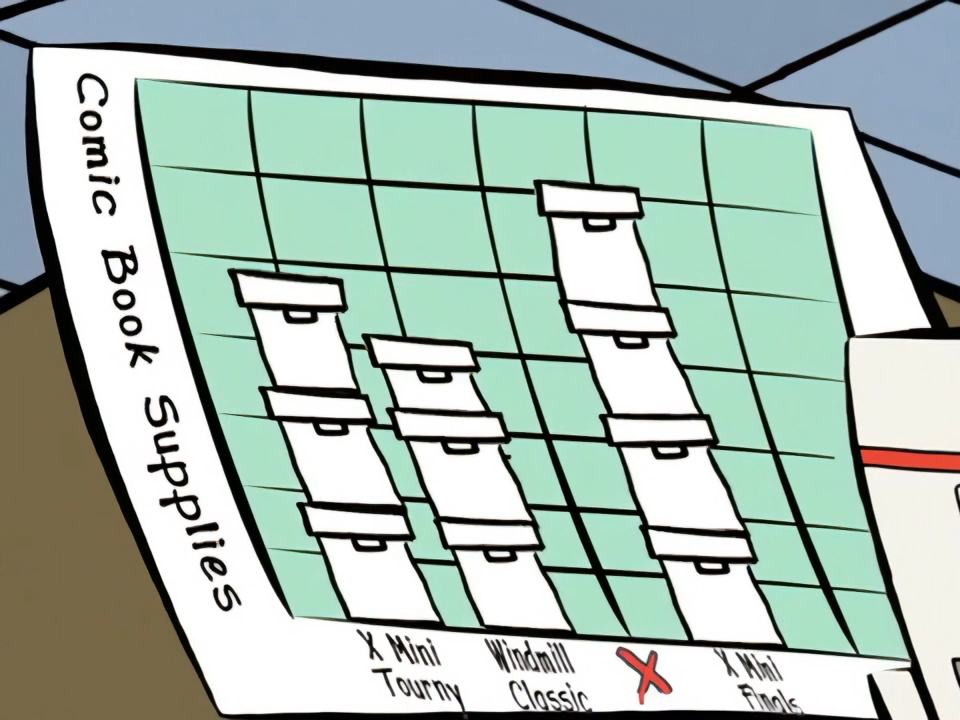 Comic Book Supplies
X Mini
Tourny
Windmill
Classic
X
X Mini
Finals